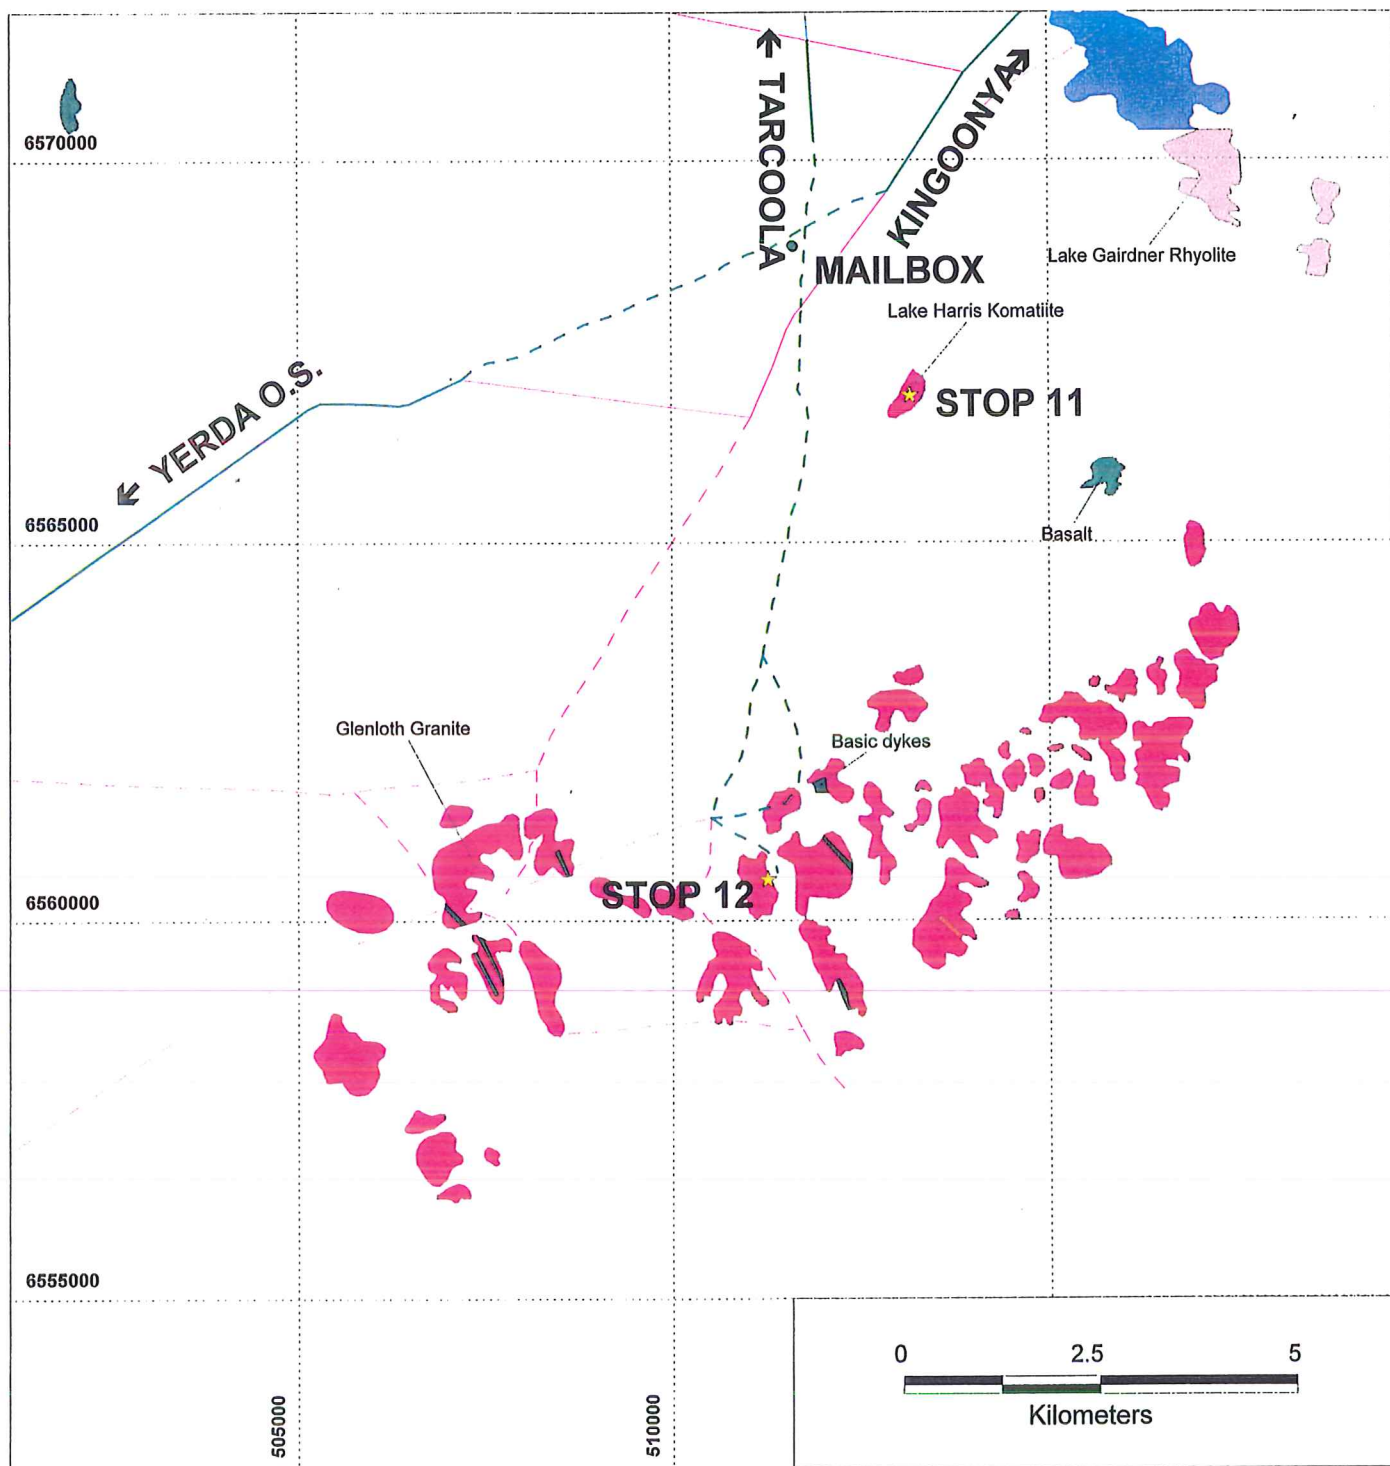 TARCOOLA
KINGOONYA
6570000
MAILBOX
Lake Gairdner Rhyolite
Lake Harris Komatiite
YERDA O.S.
STOP 11
6565000
Basalt
Glenloth Granite
Basic dykes
STOP 12
6560000
6555000
505000
510000
0 2.5 5
Kilometers